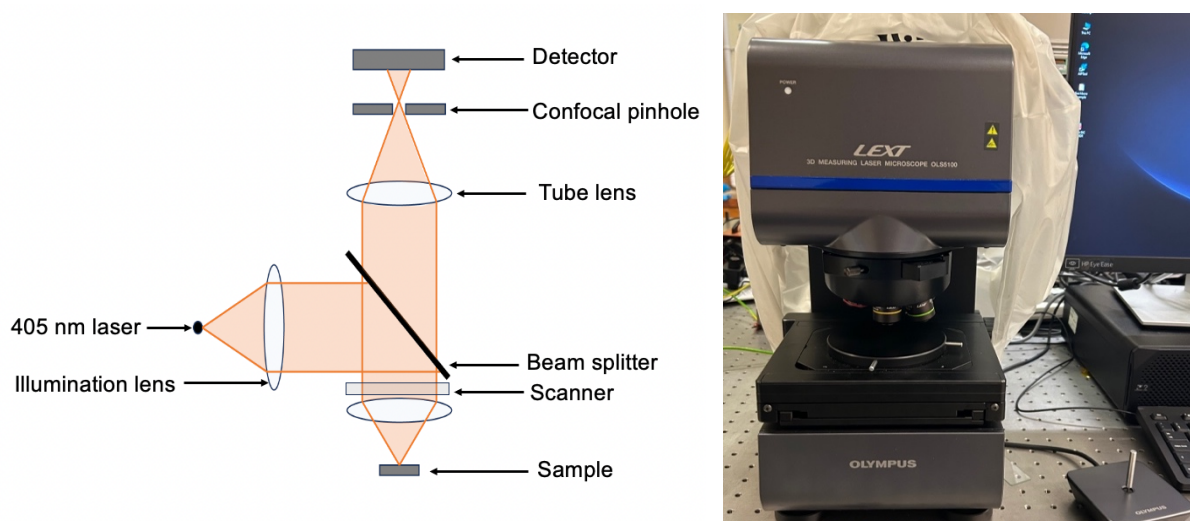 Detector
Confocal pinhole
Tube lens
405 nm laser
Illumination lens
Beam splitter
Scanner
Sample
POWER
LEXT
3D MEASURING LASER MICROSCOPE OLS5100
OLYMPUS
OLYMPUS